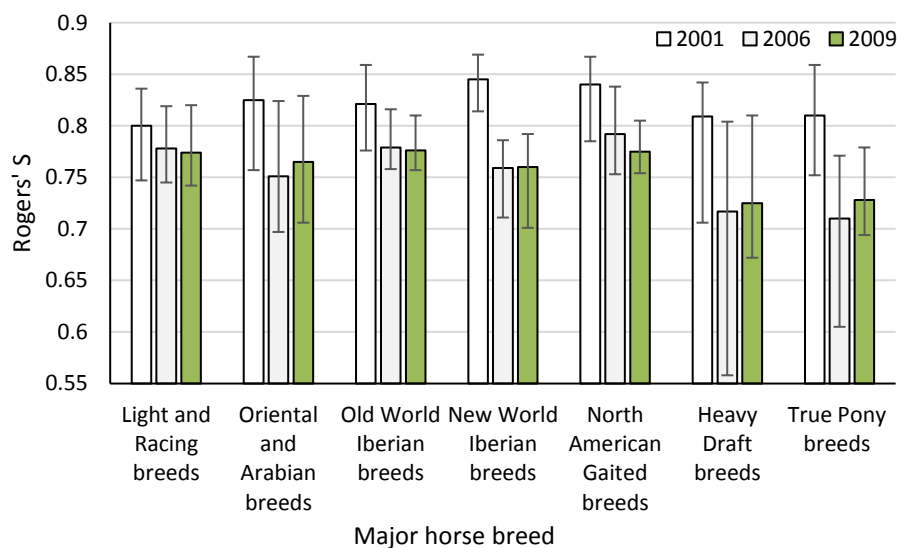 0.9
0.85
0.8
0.75
0.7
0.65
0.6
0.55
Rogers' S
2001 2006 2009
Light and
Racing
breeds
Oriental
and
Arabian
breeds
Old World
Iberian
breeds
New World
Iberian
breeds
North
American
Gaited
breeds
Heavy
Draft
breeds
True Pony
breeds
Major horse breed